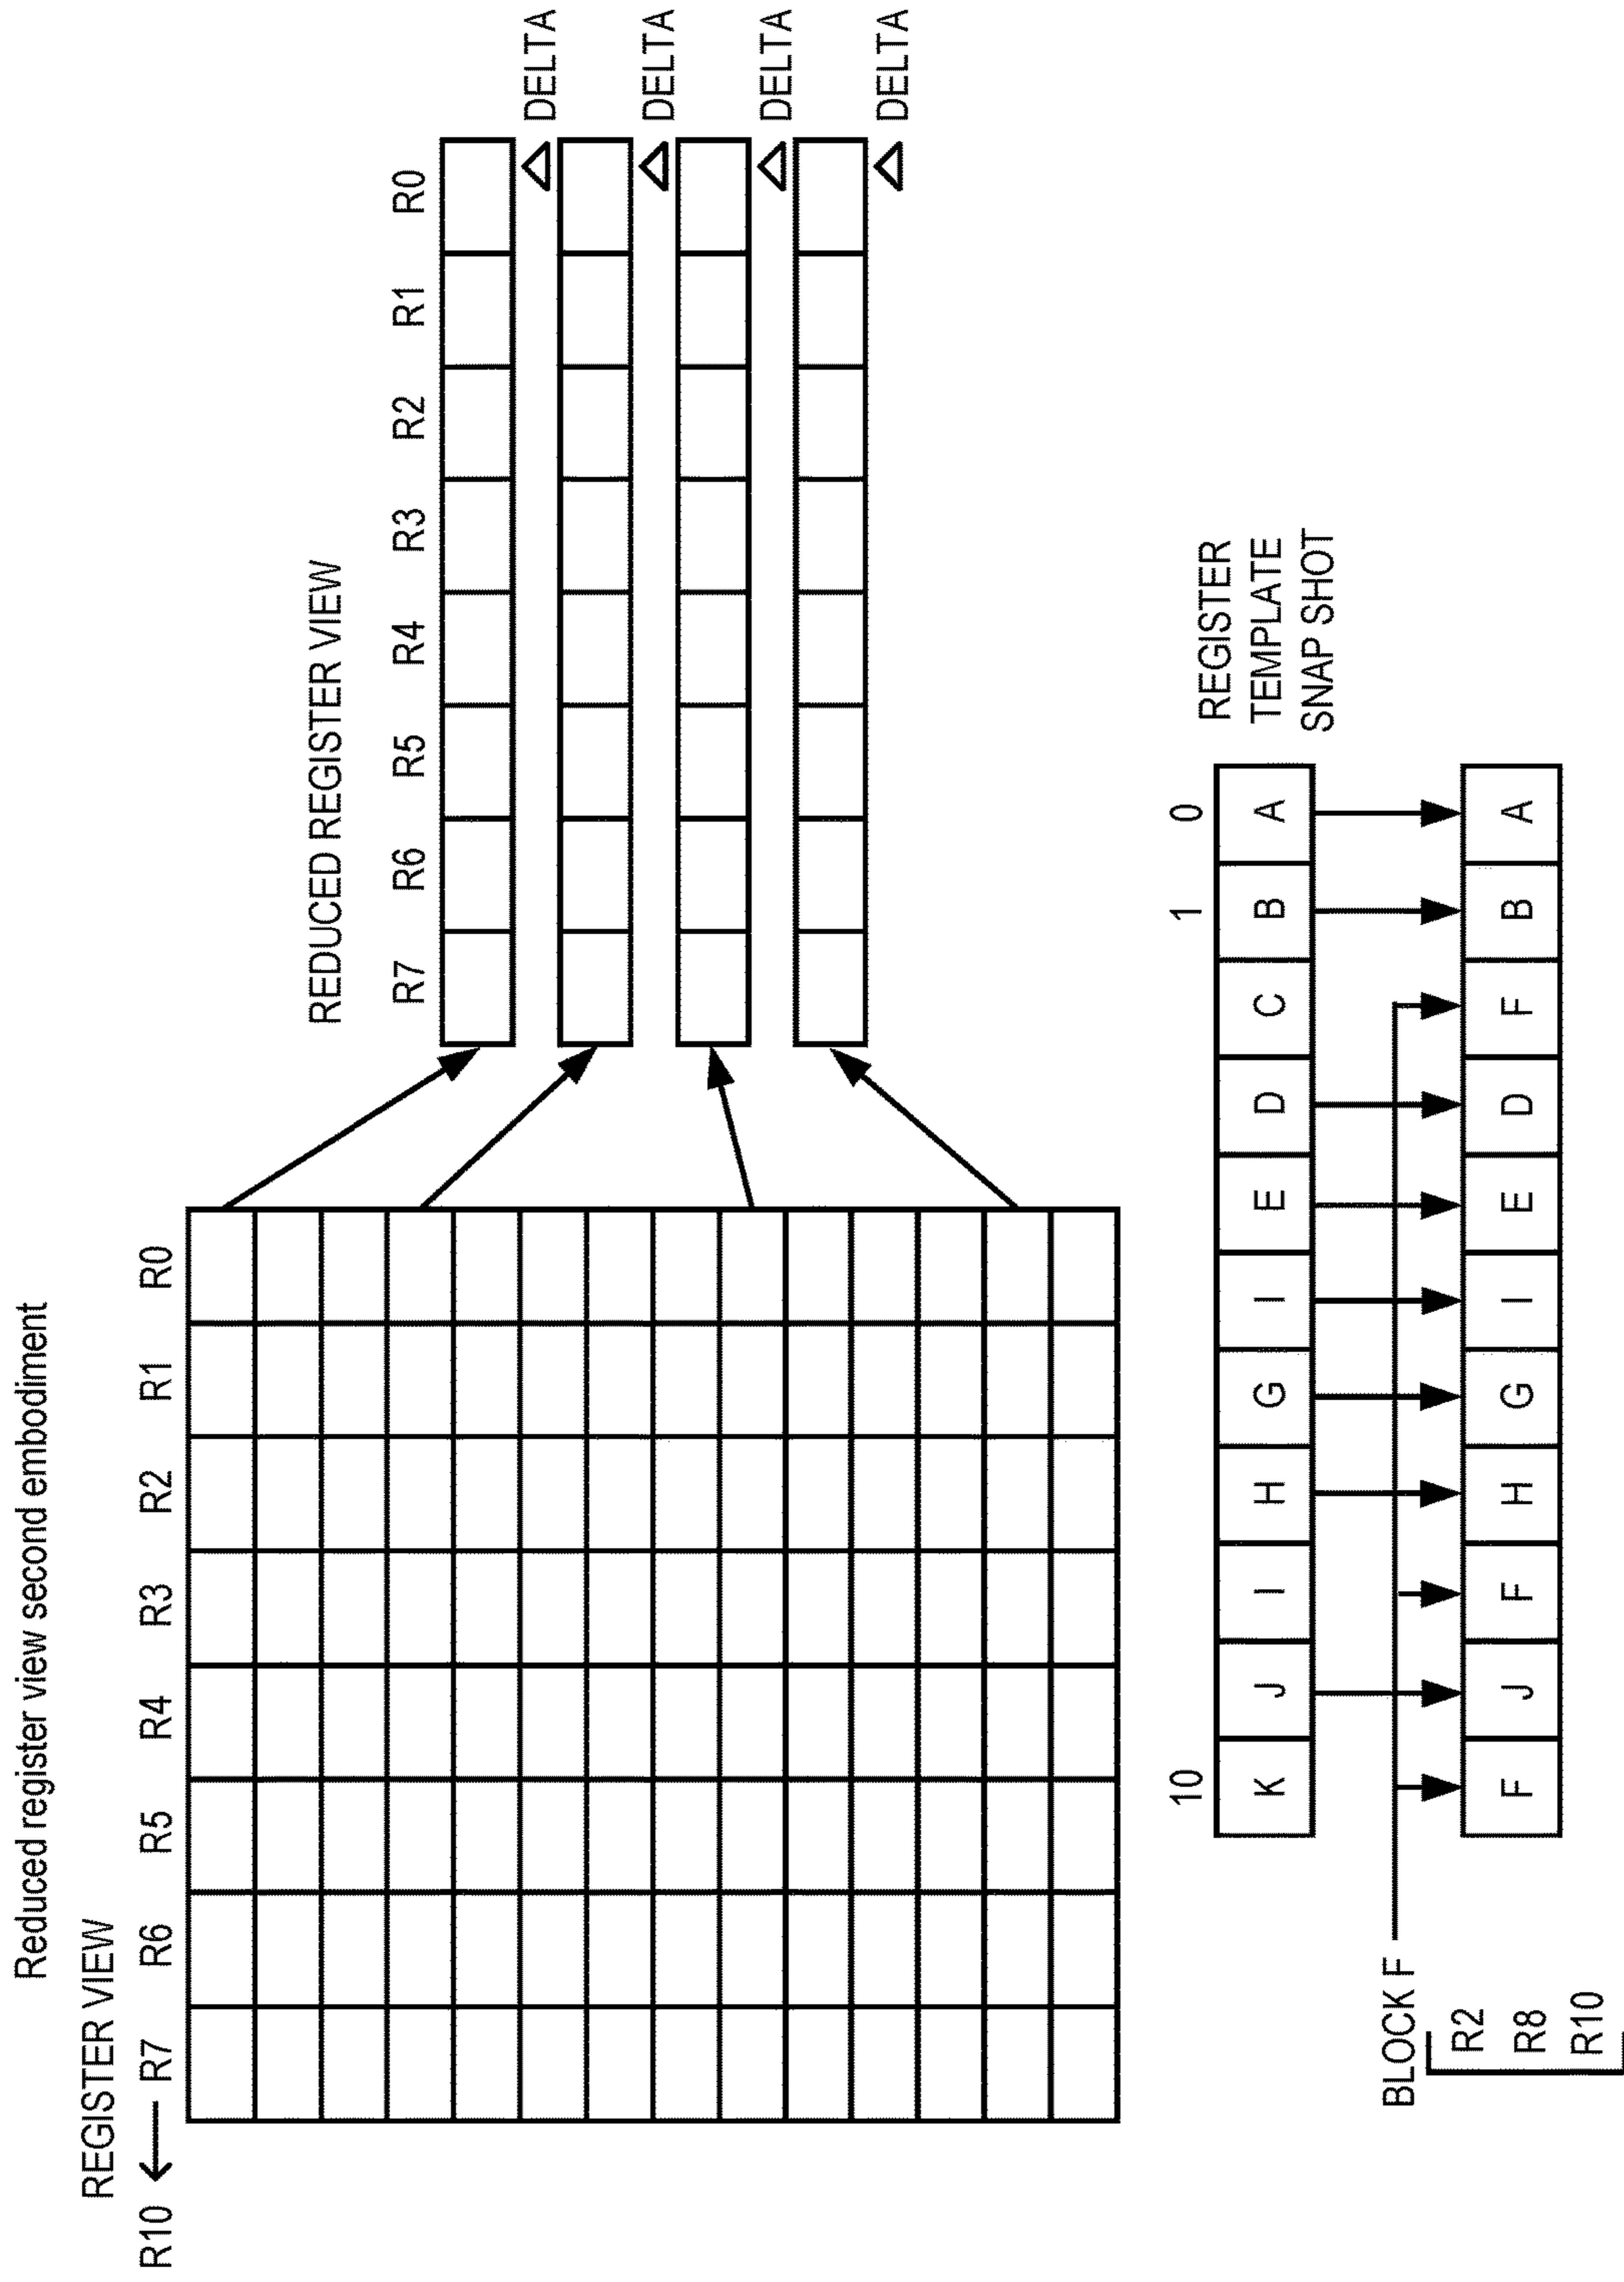 Reduced register view second embodiment
REGISTER VIEW
R10 ← R7 R6 R5 R4 R3 R2 R1 R0
REDUCED REGISTER VIEW
R7 R6 R5 R4 R3 R2 R1 R0
DELTA
DELTA
DELTA
DELTA
10 1 0
K J I H G I E D C B A
REGISTER
TEMPLATE
SNAP SHOT
BLOCK F
R2
R8
R10
F J F H G I E D F B A